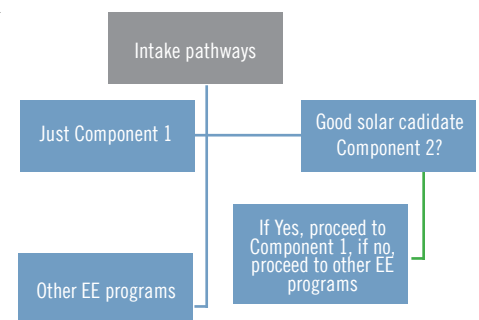 Intake pathways
Just Component 1
Good solar cadidate
Component 2?
If Yes, proceed to
Component 1, if no,
proceed to other EE
programs
Other EE programs